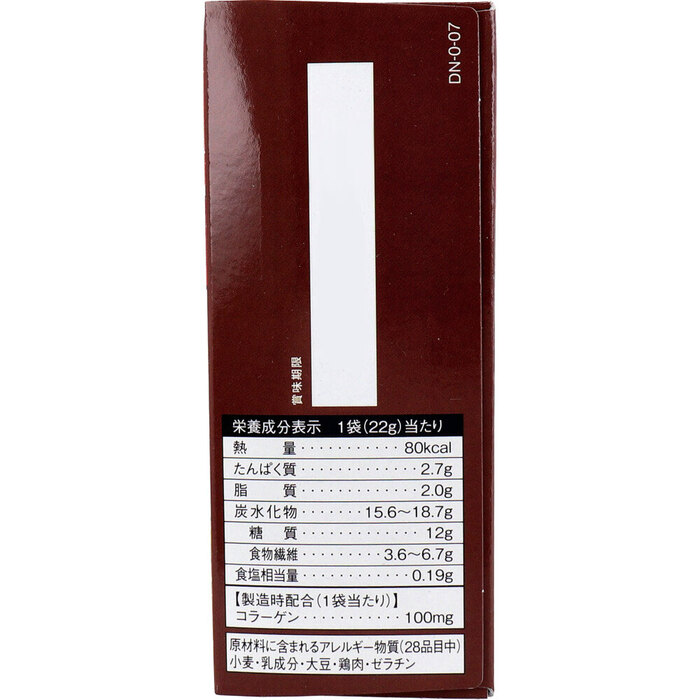 DN-0-07
賞味期限
栄養成分表示 1袋(22g)当たり
熱量・・・・・・・・・・・・80kcal
たんぱく質・・・・・・・・・・・・2.7g
脂質・・・・・・・・・・・・2.0g
炭水化物・・・・・・・・15.6〜18.7g
糖質・・・・・・・・・・・・12g
食物繊維・・・・・・・・3.6〜6.7g
食塩相当量・・・・・・・・・・0.19g
【製造時配合(1袋当たり)】
コラーゲン・・・・・・・・・・100mg
原材料に含まれるアレルギー物質(28品目中)
小麦・乳成分・大豆・鶏肉・ゼラチン